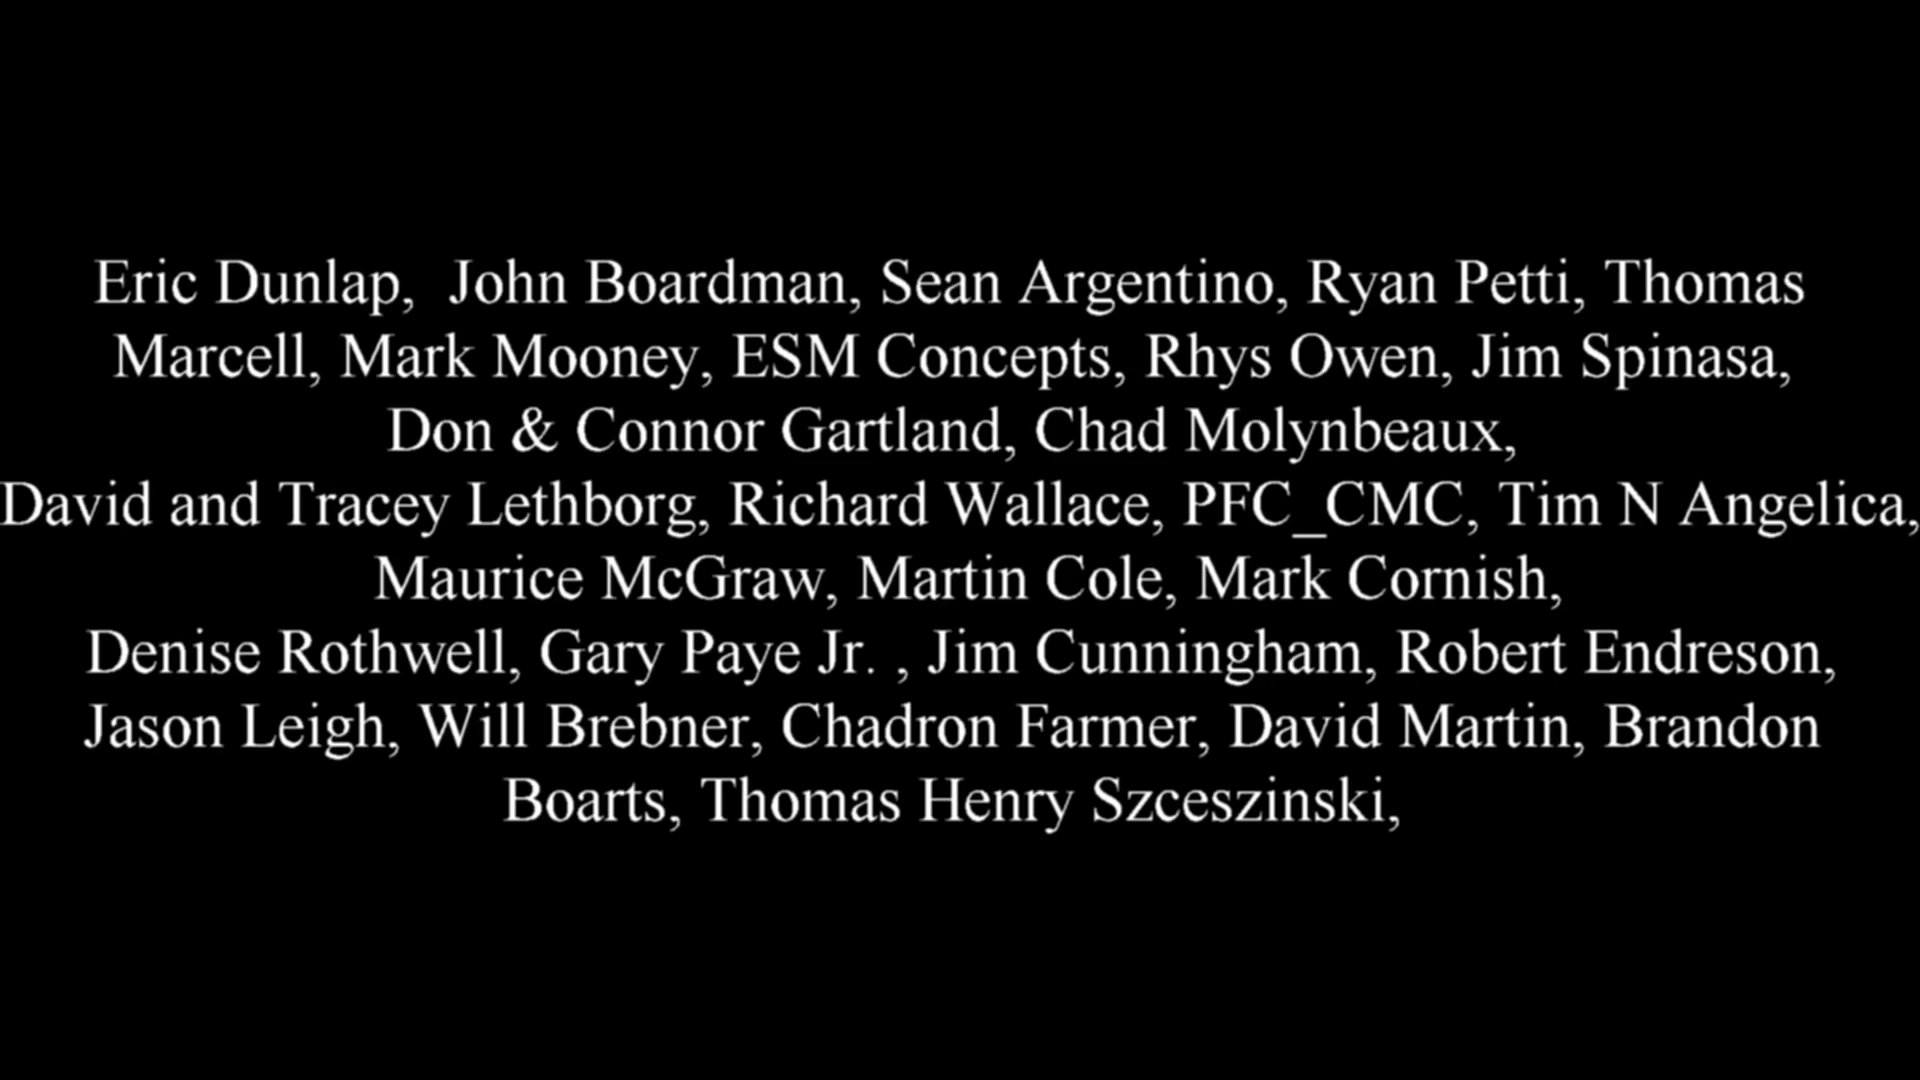 Eric Dunlap,  John Boardman, Sean Argentino, Ryan Petti, Thomas
Marcell, Mark Mooney, ESM Concepts, Rhys Owen, Jim Spinasa,
Don & Connor Gartland, Chad Molynbeaux,
David and Tracey Lethborg, Richard Wallace, PFC_CMC, Tim N Angelica,
Maurice McGraw, Martin Cole, Mark Cornish,
Denise Rothwell, Gary Paye Jr. , Jim Cunningham, Robert Endreson,
Jason Leigh, Will Brebner, Chadron Farmer, David Martin, Brandon
Boarts, Thomas Henry Szceszinski,